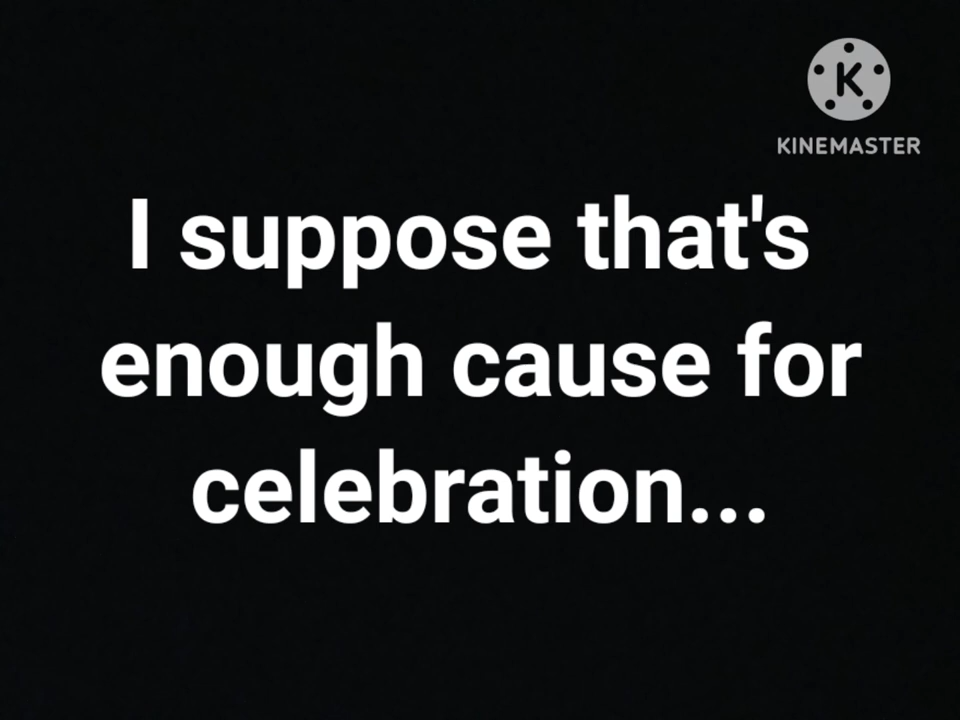 K
KINEMASTER
I suppose that's
enough cause for
celebration...